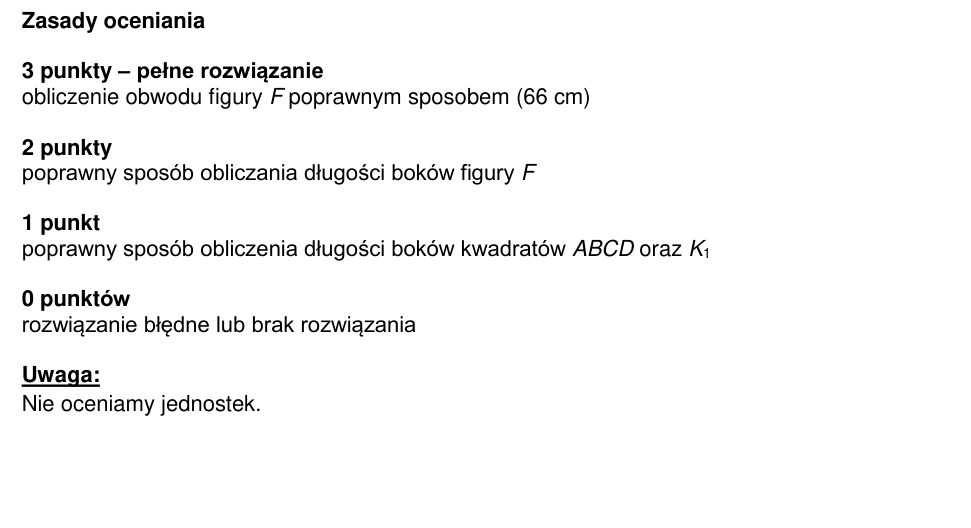 Zasady oceniania
3 punkty – pełne rozwiązanie
obliczenie obwodu figury F poprawnym sposobem (66 cm)
2 punkty
poprawny sposób obliczania długości boków figury F
1 punkt
poprawny sposób obliczenia długości boków kwadratów ABCD oraz K₁
0 punktów
rozwiązanie błędne lub brak rozwiązania
Uwaga:
Nie oceniamy jednostek.